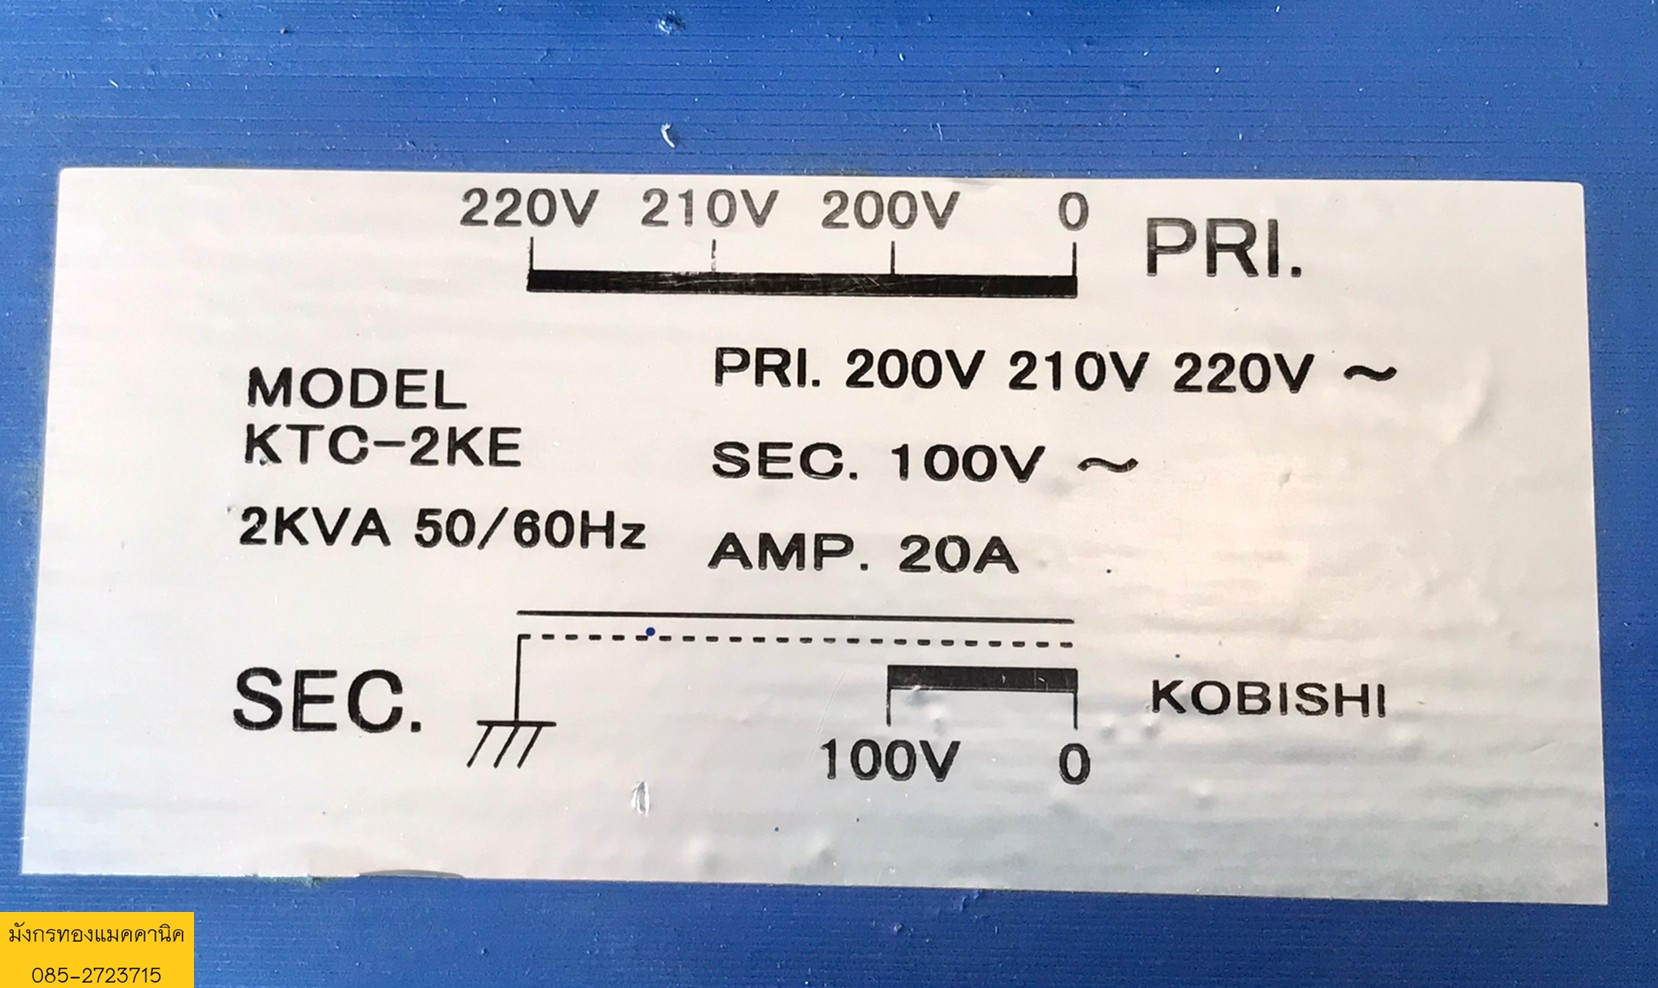 220V 210V 200V 0
PRI.
MODEL
KTC-2KE
2KVA 50/60Hz
PRI. 200V 210V 220V ~
SEC. 100V ~
AMP. 20A
SEC.
100V 0
KOBISHI
มังกรทองแมคคานิค
085-2723715